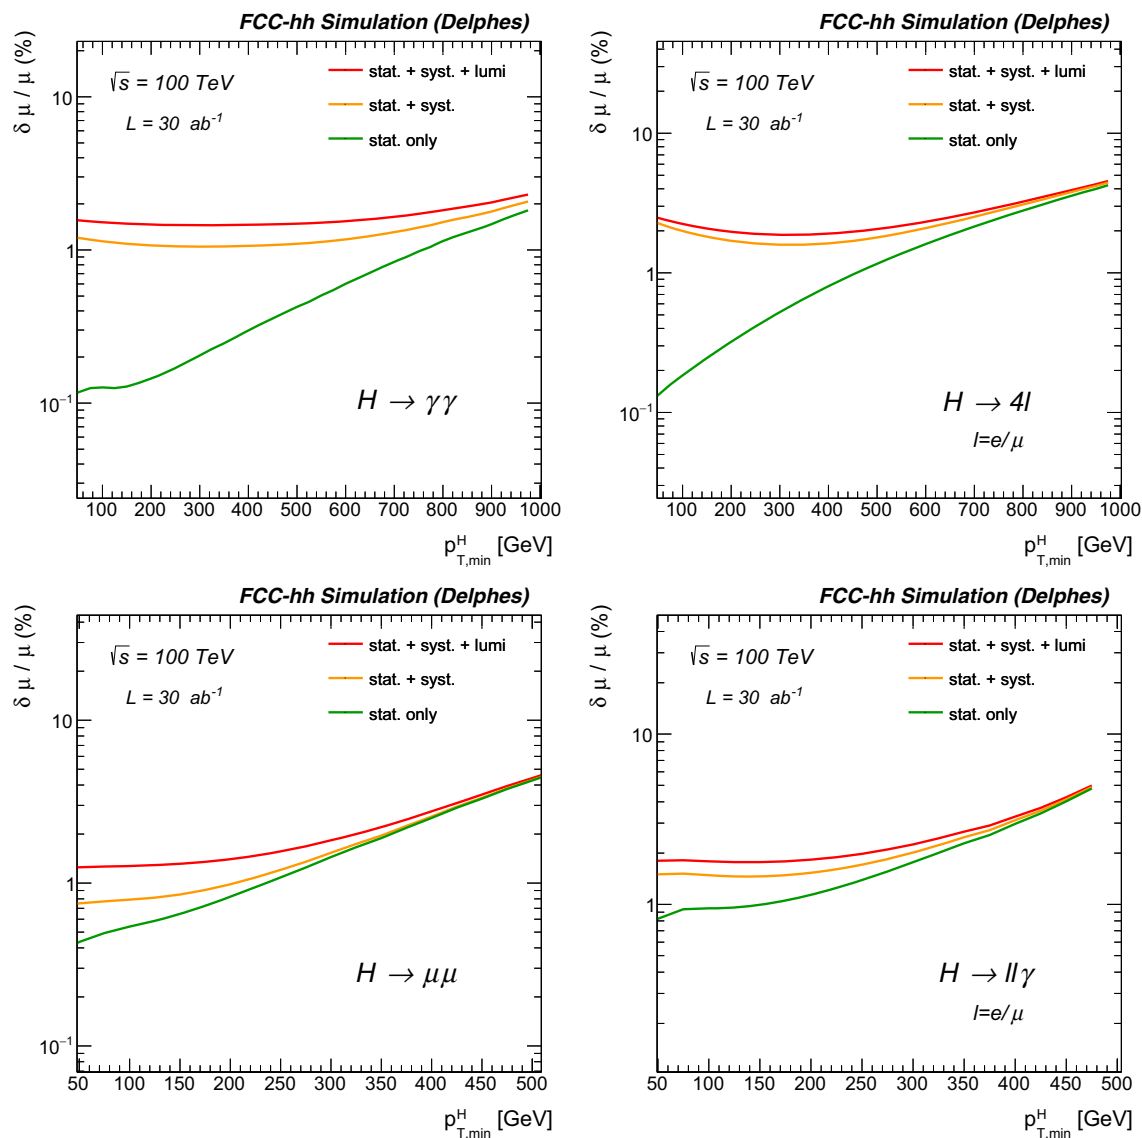 FCC-hh Simulation (Delphes)
δ μ / μ (%)
√s = 100 TeV
L = 30 ab⁻¹
stat. + syst. + lumi
stat. + syst.
stat. only
10
1
10⁻¹
H → γγ
100 200 300 400 500 600 700 800 900 1000
p_{T,min}^H [GeV]
FCC-hh Simulation (Delphes)
δ μ / μ (%)
√s = 100 TeV
L = 30 ab⁻¹
stat. + syst. + lumi
stat. + syst.
stat. only
10
1
10⁻¹
H → 4l
l=e/μ
100 200 300 400 500 600 700 800 900 1000
p_{T,min}^H [GeV]
FCC-hh Simulation (Delphes)
δ μ / μ (%)
√s = 100 TeV
L = 30 ab⁻¹
stat. + syst. + lumi
stat. + syst.
stat. only
10
1
10⁻¹
H → μμ
50 100 150 200 250 300 350 400 450 500
p_{T,min}^H [GeV]
FCC-hh Simulation (Delphes)
δ μ / μ (%)
√s = 100 TeV
L = 30 ab⁻¹
stat. + syst. + lumi
stat. + syst.
stat. only
10
1
H → llγ
l=e/μ
50 100 150 200 250 300 350 400 450 500
p_{T,min}^H [GeV]